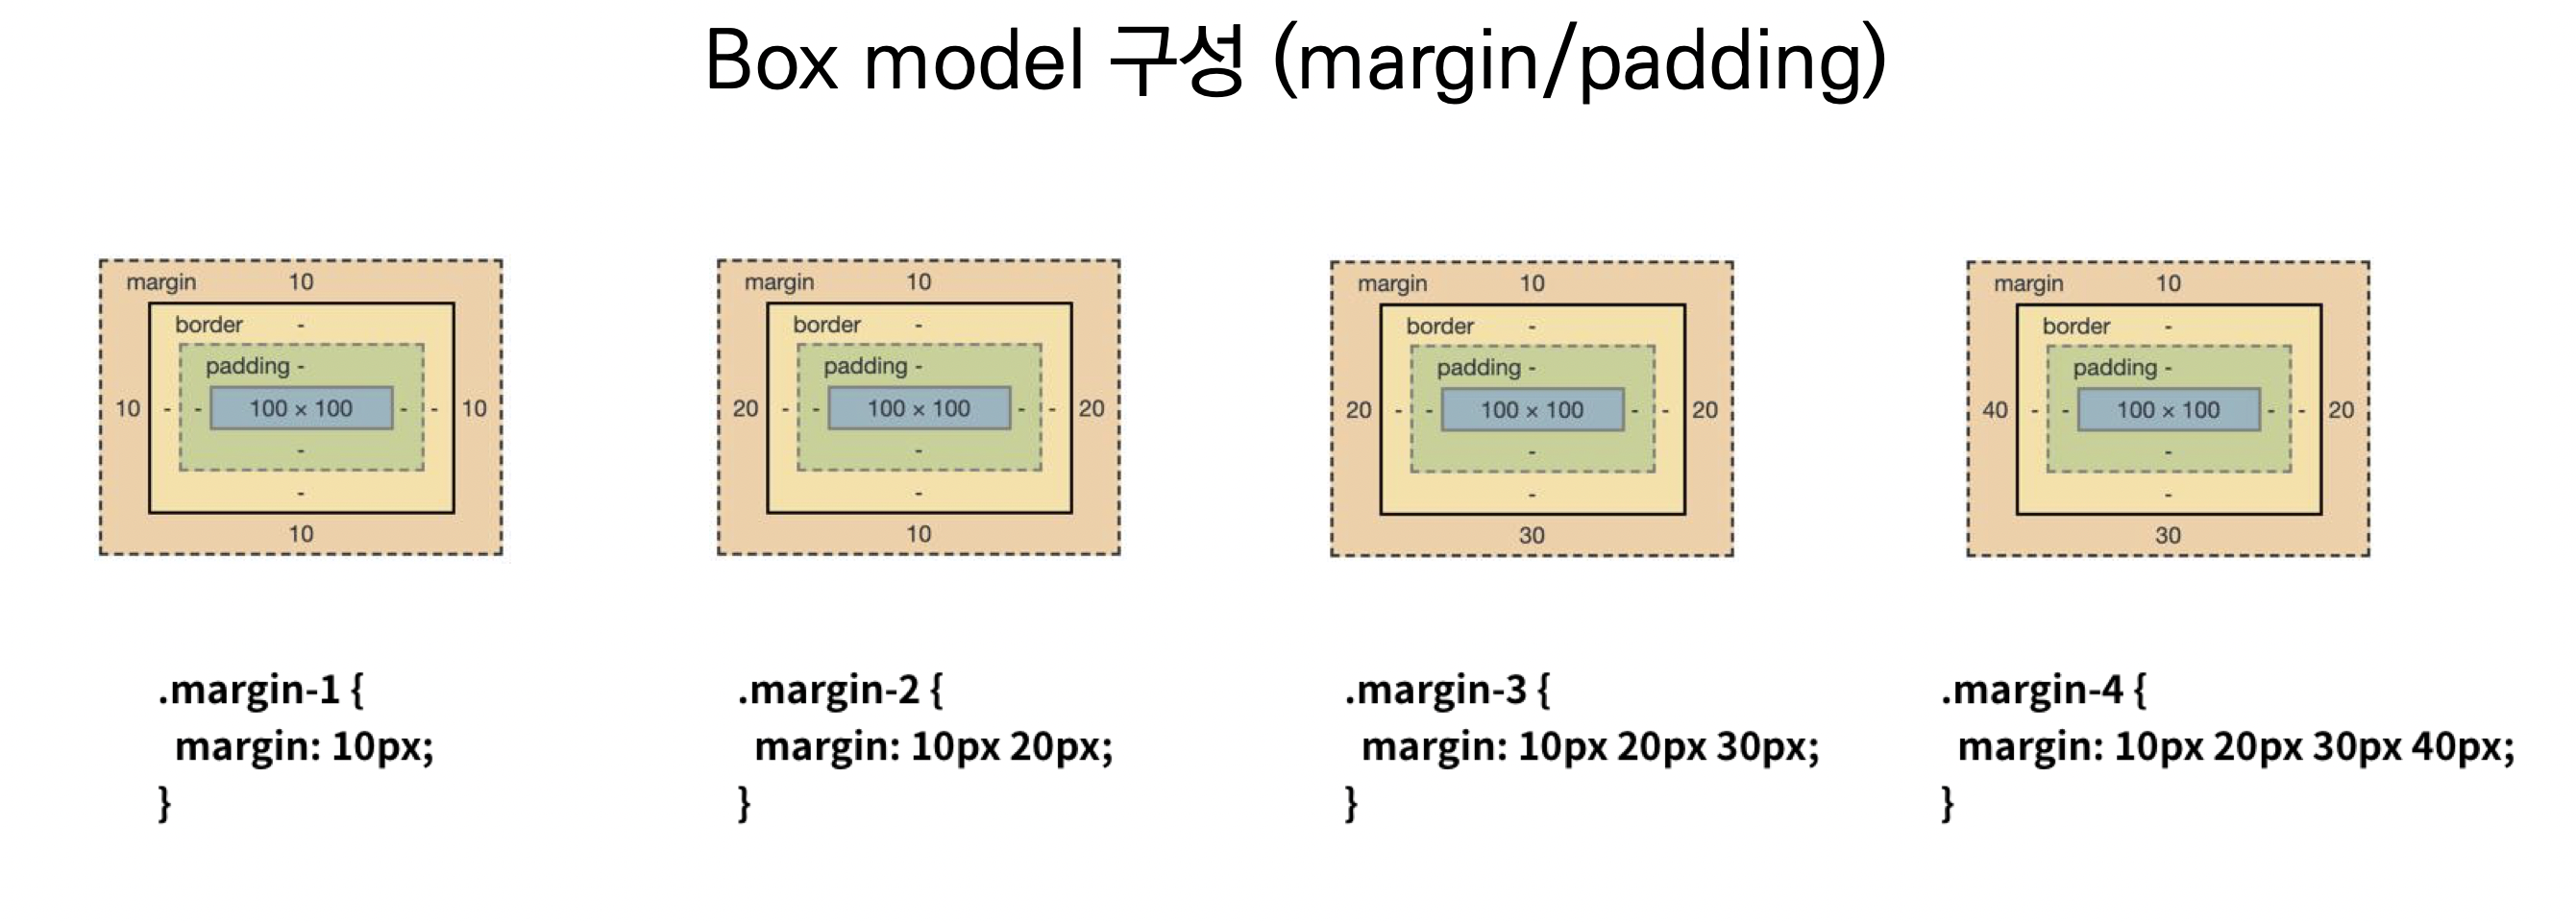 Box model 구성 (margin/padding)
margin 10
border -
padding -
10 - - 100 × 100 - - 10
-
-
10
margin 10
border -
padding -
20 - - 100 × 100 - - 20
-
-
10
margin 10
border -
padding -
20 - - 100 × 100 - - 20
-
-
30
margin 10
border -
padding -
40 - - 100 × 100 - - 20
-
-
30
.margin-1 {
margin: 10px;
}
.margin-2 {
margin: 10px 20px;
}
.margin-3 {
margin: 10px 20px 30px;
}
.margin-4 {
margin: 10px 20px 30px 40px;
}